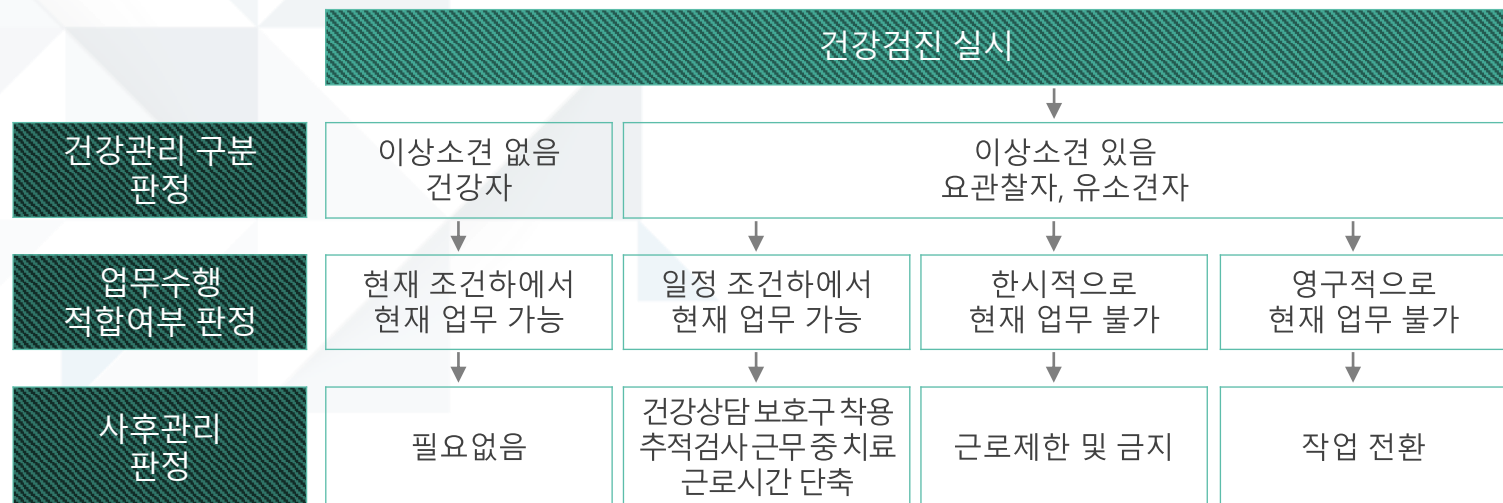 건강검진 실시
건강관리 구분
판정
이상소견 없음
건강자
이상소견 있음
요관찰자, 유소견자
업무수행
적합여부 판정
현재 조건하에서
현재 업무 가능
일정 조건하에서
현재 업무 가능
한시적으로
현재 업무 불가
영구적으로
현재 업무 불가
사후관리
판정
필요없음
건강상담 보호구 착용
추적검사 근무 중 치료
근로시간 단축
근로제한 및 금지
작업 전환